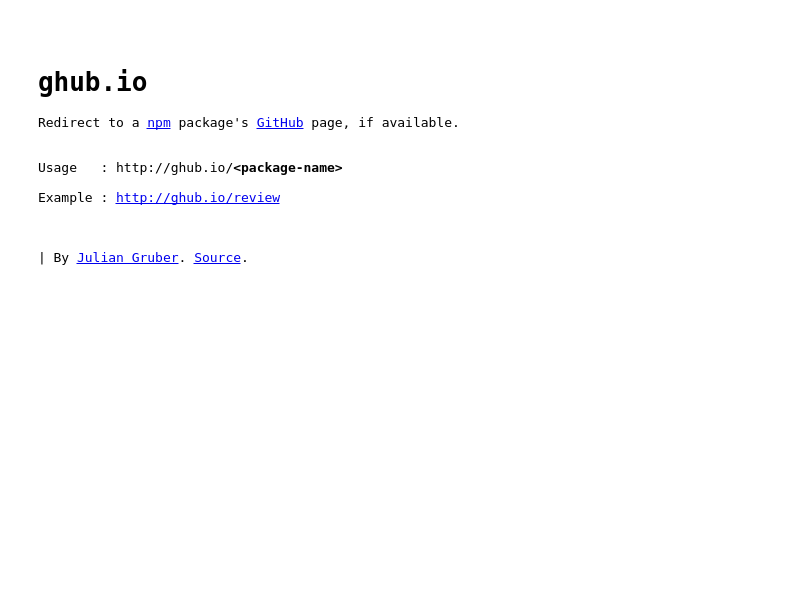 ghub.io
Redirect to a npm package's GitHub page, if available.
Usage   : http://ghub.io/<package-name>
Example : http://ghub.io/review
| By Julian Gruber. Source.